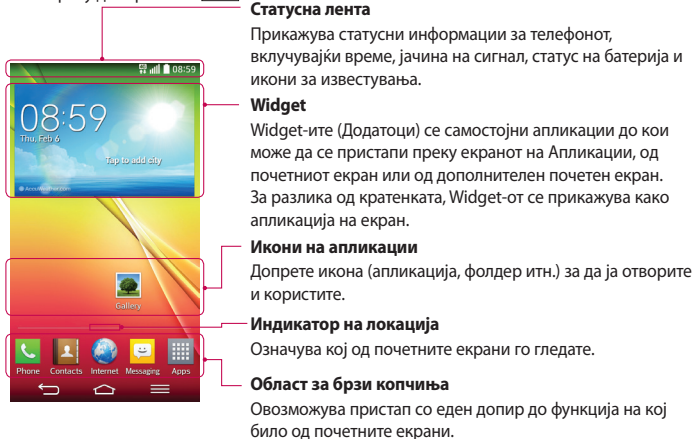 Статусна лента
Прикажува статусни информации за телефонот,
вклучувајќи време, јачина на сигнал, статус на батерија и
икони за известувања.
Widget
Widget-ите (Додатоци) се самостојни апликации до кои
може да се пристапи преку екранот на Апликации, од
почетниот екран или од дополнителен почетен екран.
За разлика од кратенката, Widget-от се прикажува како
апликација на екран.
Икони на апликации
Допрете икона (апликација, фолдер итн.) за да ја отворите
и користите.
Индикатор на локација
Означува кој од почетните екрани го гледате.
Област за брзи копчиња
Овозможува пристап со еден допир до функција на кој
било од почетните екрани.
08:59
08:59
Thu, Feb 6
Tap to add city
AccuWeather.com
Gallery
Phone Contacts Internet Messaging Apps